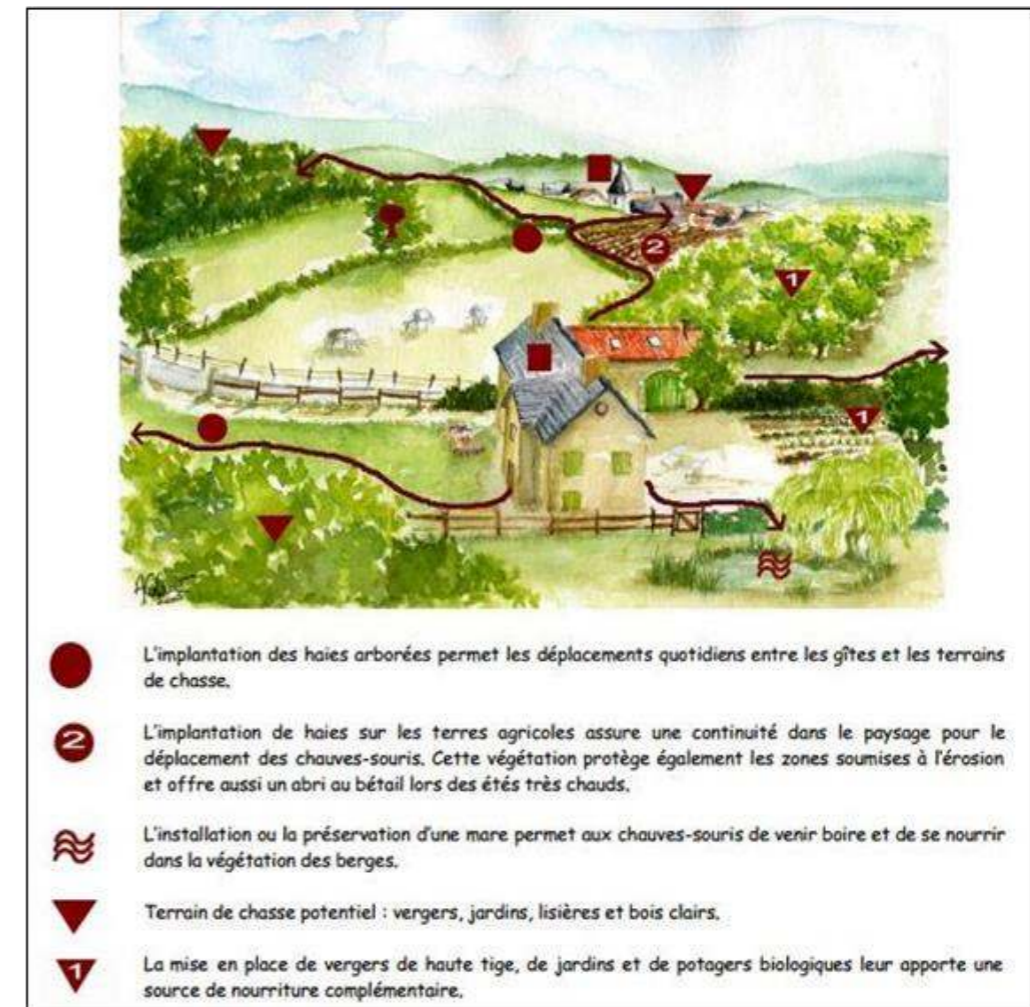 2
1
1
L'implantation des haies arborées permet les déplacements quotidiens entre les gîtes et les terrains
de chasse.
2
L'implantation de haies sur les terres agricoles assure une continuité dans le paysage pour le
déplacement des chauves-souris. Cette végétation protège également les zones soumises à l'érosion
et offre aussi un abri au bétail lors des étés très chauds.
L'installation ou la préservation d'une mare permet aux chauves-souris de venir boire et de se nourrir
dans la végétation des berges.
Terrain de chasse potentiel : vergers, jardins, lisières et bois clairs.
1
La mise en place de vergers de haute tige, de jardins et de potagers biologiques leur apporte une
source de nourriture complémentaire.